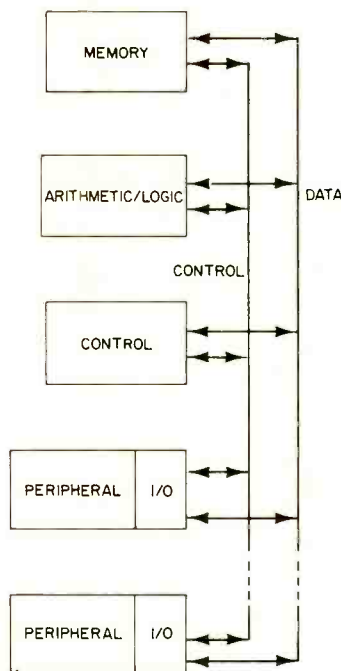 MEMORY
ARITHMETIC/LOGIC
DATA
CONTROL
CONTROL
PERIPHERAL I/O
PERIPHERAL I/O